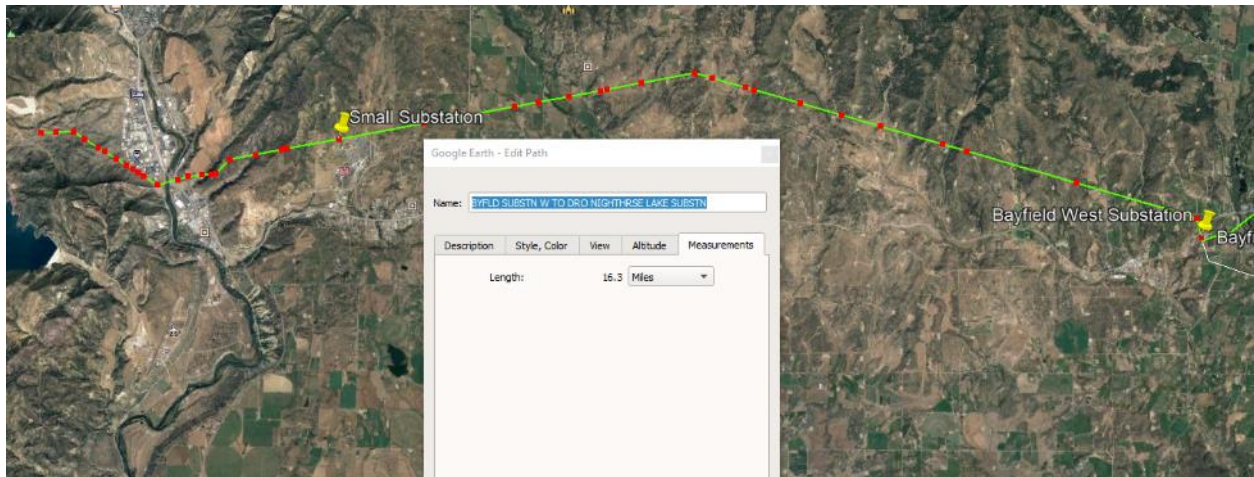 Small Substation
Google Earth - Edit Path
Name: BYFLD SUBSTN W TO DRO NIGHTHRSE LAKE SUBSTN
Description Style, Color View Altitude Measurements
Length: 16.3 Miles
Bayfield West Substation
Bayfi